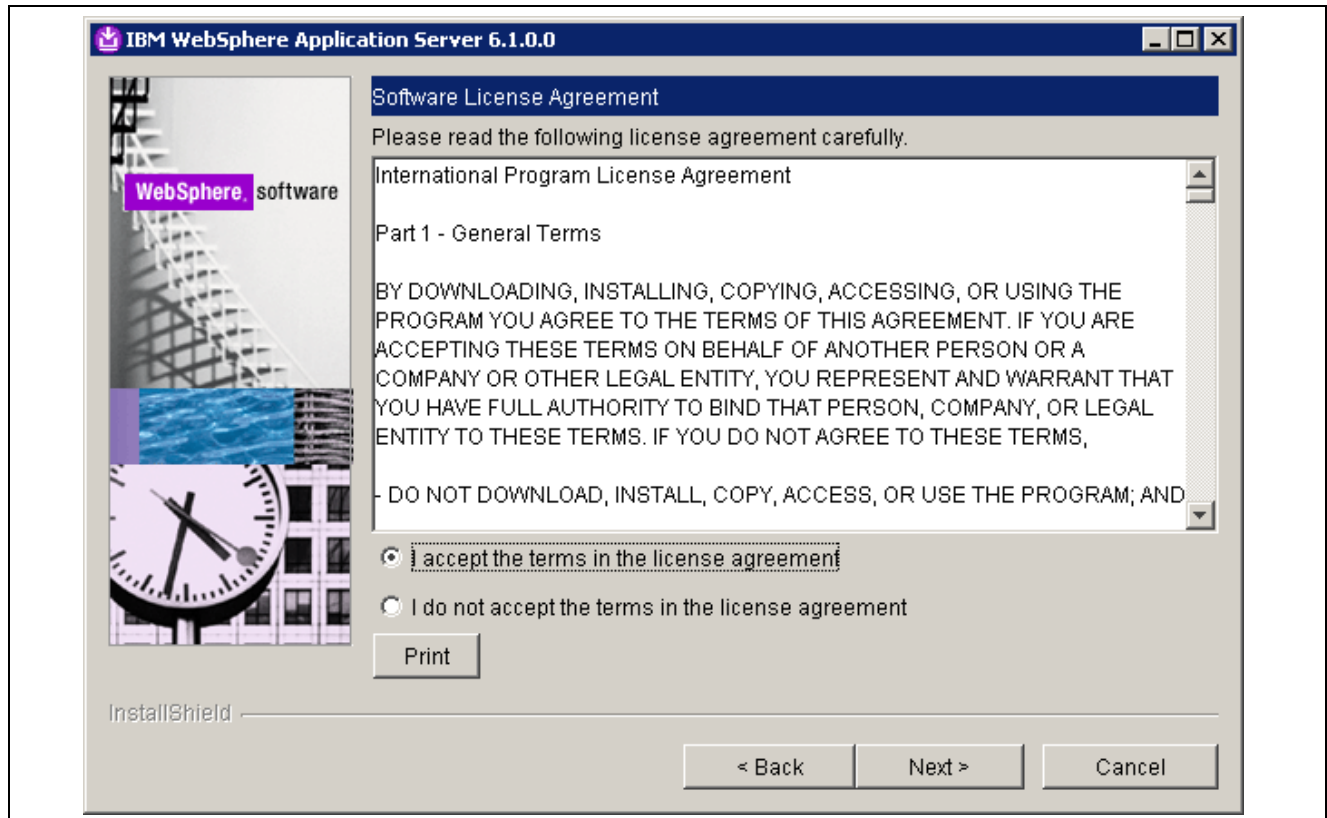 IBM WebSphere Application Server 6.1.0.0
WebSphere. software
Software License Agreement
Please read the following license agreement carefully.
International Program License Agreement
Part 1 - General Terms
BY DOWNLOADING, INSTALLING, COPYING, ACCESSING, OR USING THE
PROGRAM YOU AGREE TO THE TERMS OF THIS AGREEMENT. IF YOU ARE
ACCEPTING THESE TERMS ON BEHALF OF ANOTHER PERSON OR A
COMPANY OR OTHER LEGAL ENTITY, YOU REPRESENT AND WARRANT THAT
YOU HAVE FULL AUTHORITY TO BIND THAT PERSON, COMPANY, OR LEGAL
ENTITY TO THESE TERMS. IF YOU DO NOT AGREE TO THESE TERMS,
- DO NOT DOWNLOAD, INSTALL, COPY, ACCESS, OR USE THE PROGRAM; AND
I accept the terms in the license agreement
I do not accept the terms in the license agreement
Print
InstallShield
< Back Next > Cancel